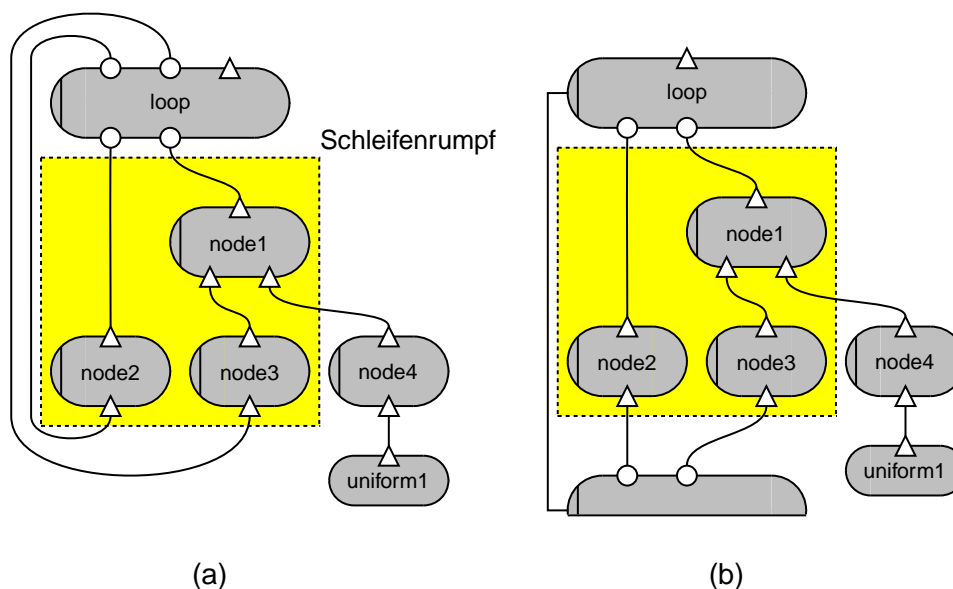 loop
Schleifenrumpf
node1
node2
node3
node4
uniform1
(a)
loop
node1
node2
node3
node4
uniform1
(b)